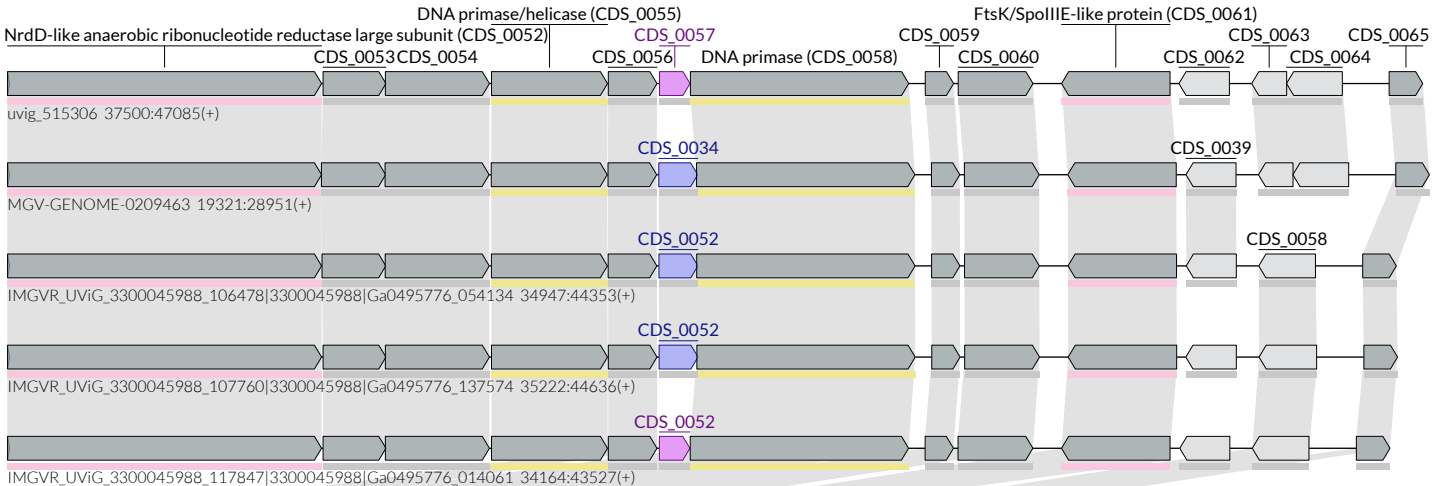 DNA primase/helicase (CDS_0055) FtsK/SpoIIIE-like protein (CDS_0061)
NrdD-like anaerobic ribonucleotide reductase large subunit (CDS_0052) CDS_0057 CDS_0059 CDS_0063 CDS_0065
CDS_0053 CDS_0054 CDS_0056 DNA primase (CDS_0058) CDS_0060 CDS_0062 CDS_0064
uvig_515306 37500:47085(+)
CDS_0034 CDS_0039
MGV-GENOME-0209463 19321:28951(+)
CDS_0052 CDS_0058
IMGVR_UViG_3300045988_106478|3300045988|Ga0495776_054134 34947:44353(+)
CDS_0052
IMGVR_UViG_3300045988_107760|3300045988|Ga0495776_137574 35222:44636(+)
CDS_0052
IMGVR_UViG_3300045988_117847|3300045988|Ga0495776_014061 34164:43527(+)